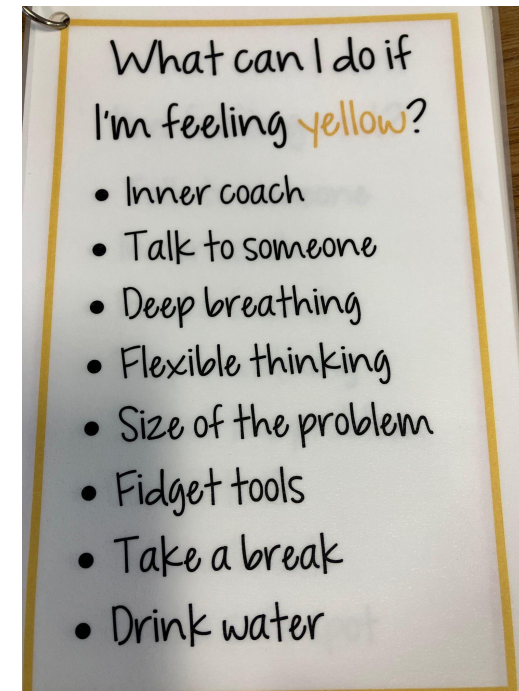 What can I do if
I'm feeling yellow?
• Inner coach
• Talk to someone
• Deep breathing
• Flexible thinking
• Size of the problem
• Fidget tools
• Take a break
• Drink water